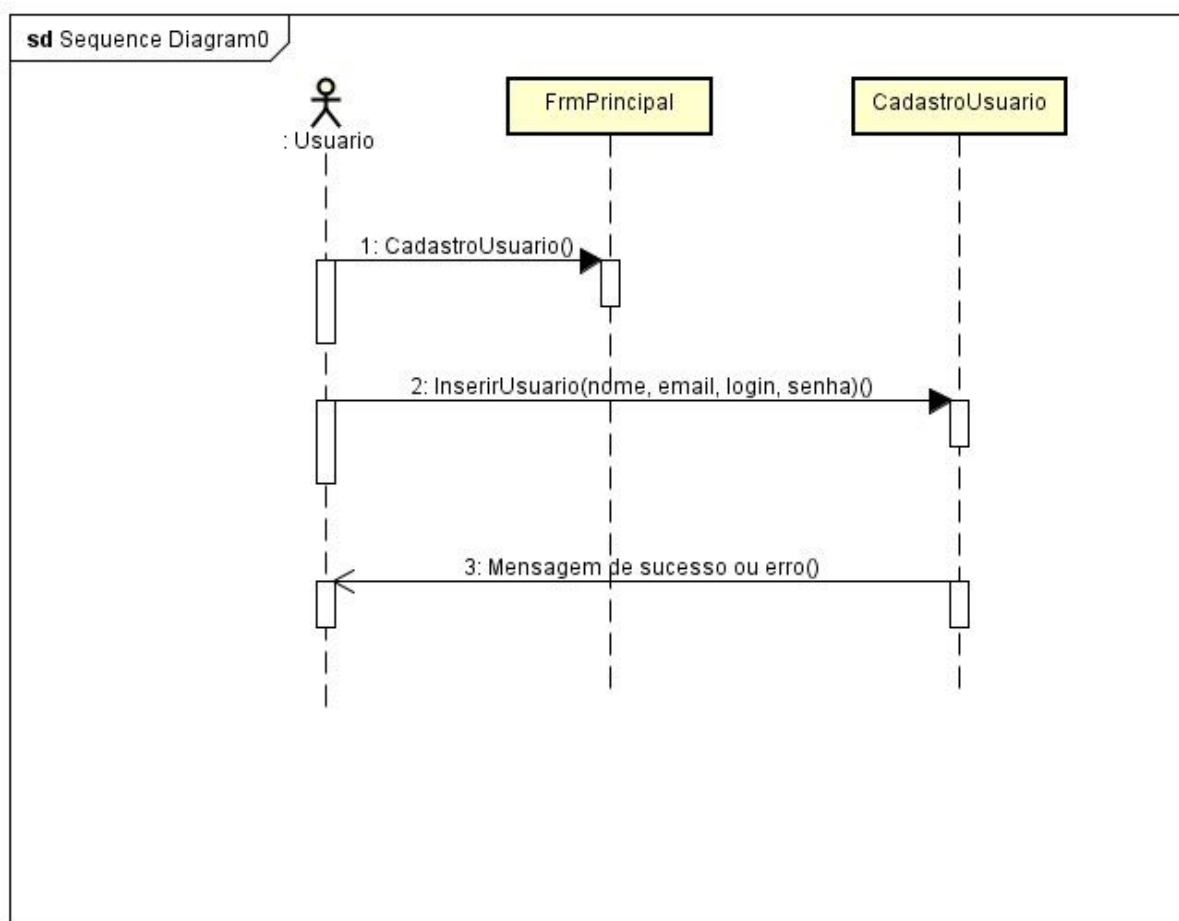 sd Sequence Diagram0
FrmPrincipal
CadastroUsuario
: Usuario
1: CadastroUsuario()
2: InserirUsuario(nome, email, login, senha)()
3: Mensagem de sucesso ou erro()